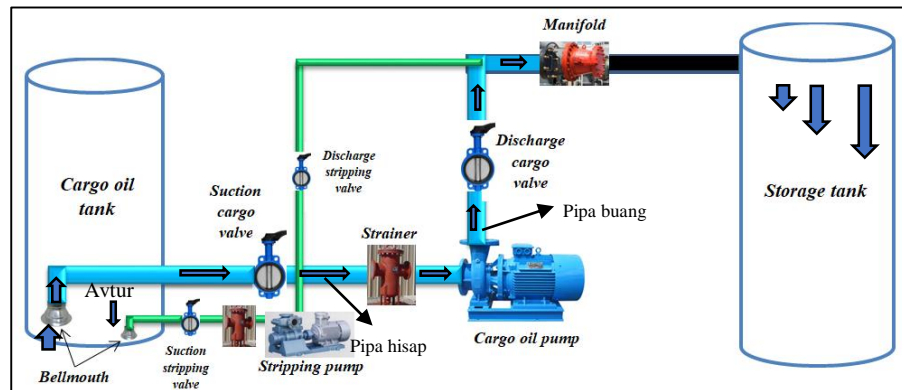 Manifold
Discharge
stripping
valve
Discharge
cargo
valve
Cargo oil
tank
Suction
cargo
valve
Storage tank
Pipa buang
Strainer
Avtur
Bellmouth
Suction
stripping
valve
Stripping pump
Pipa hisap
Cargo oil pump